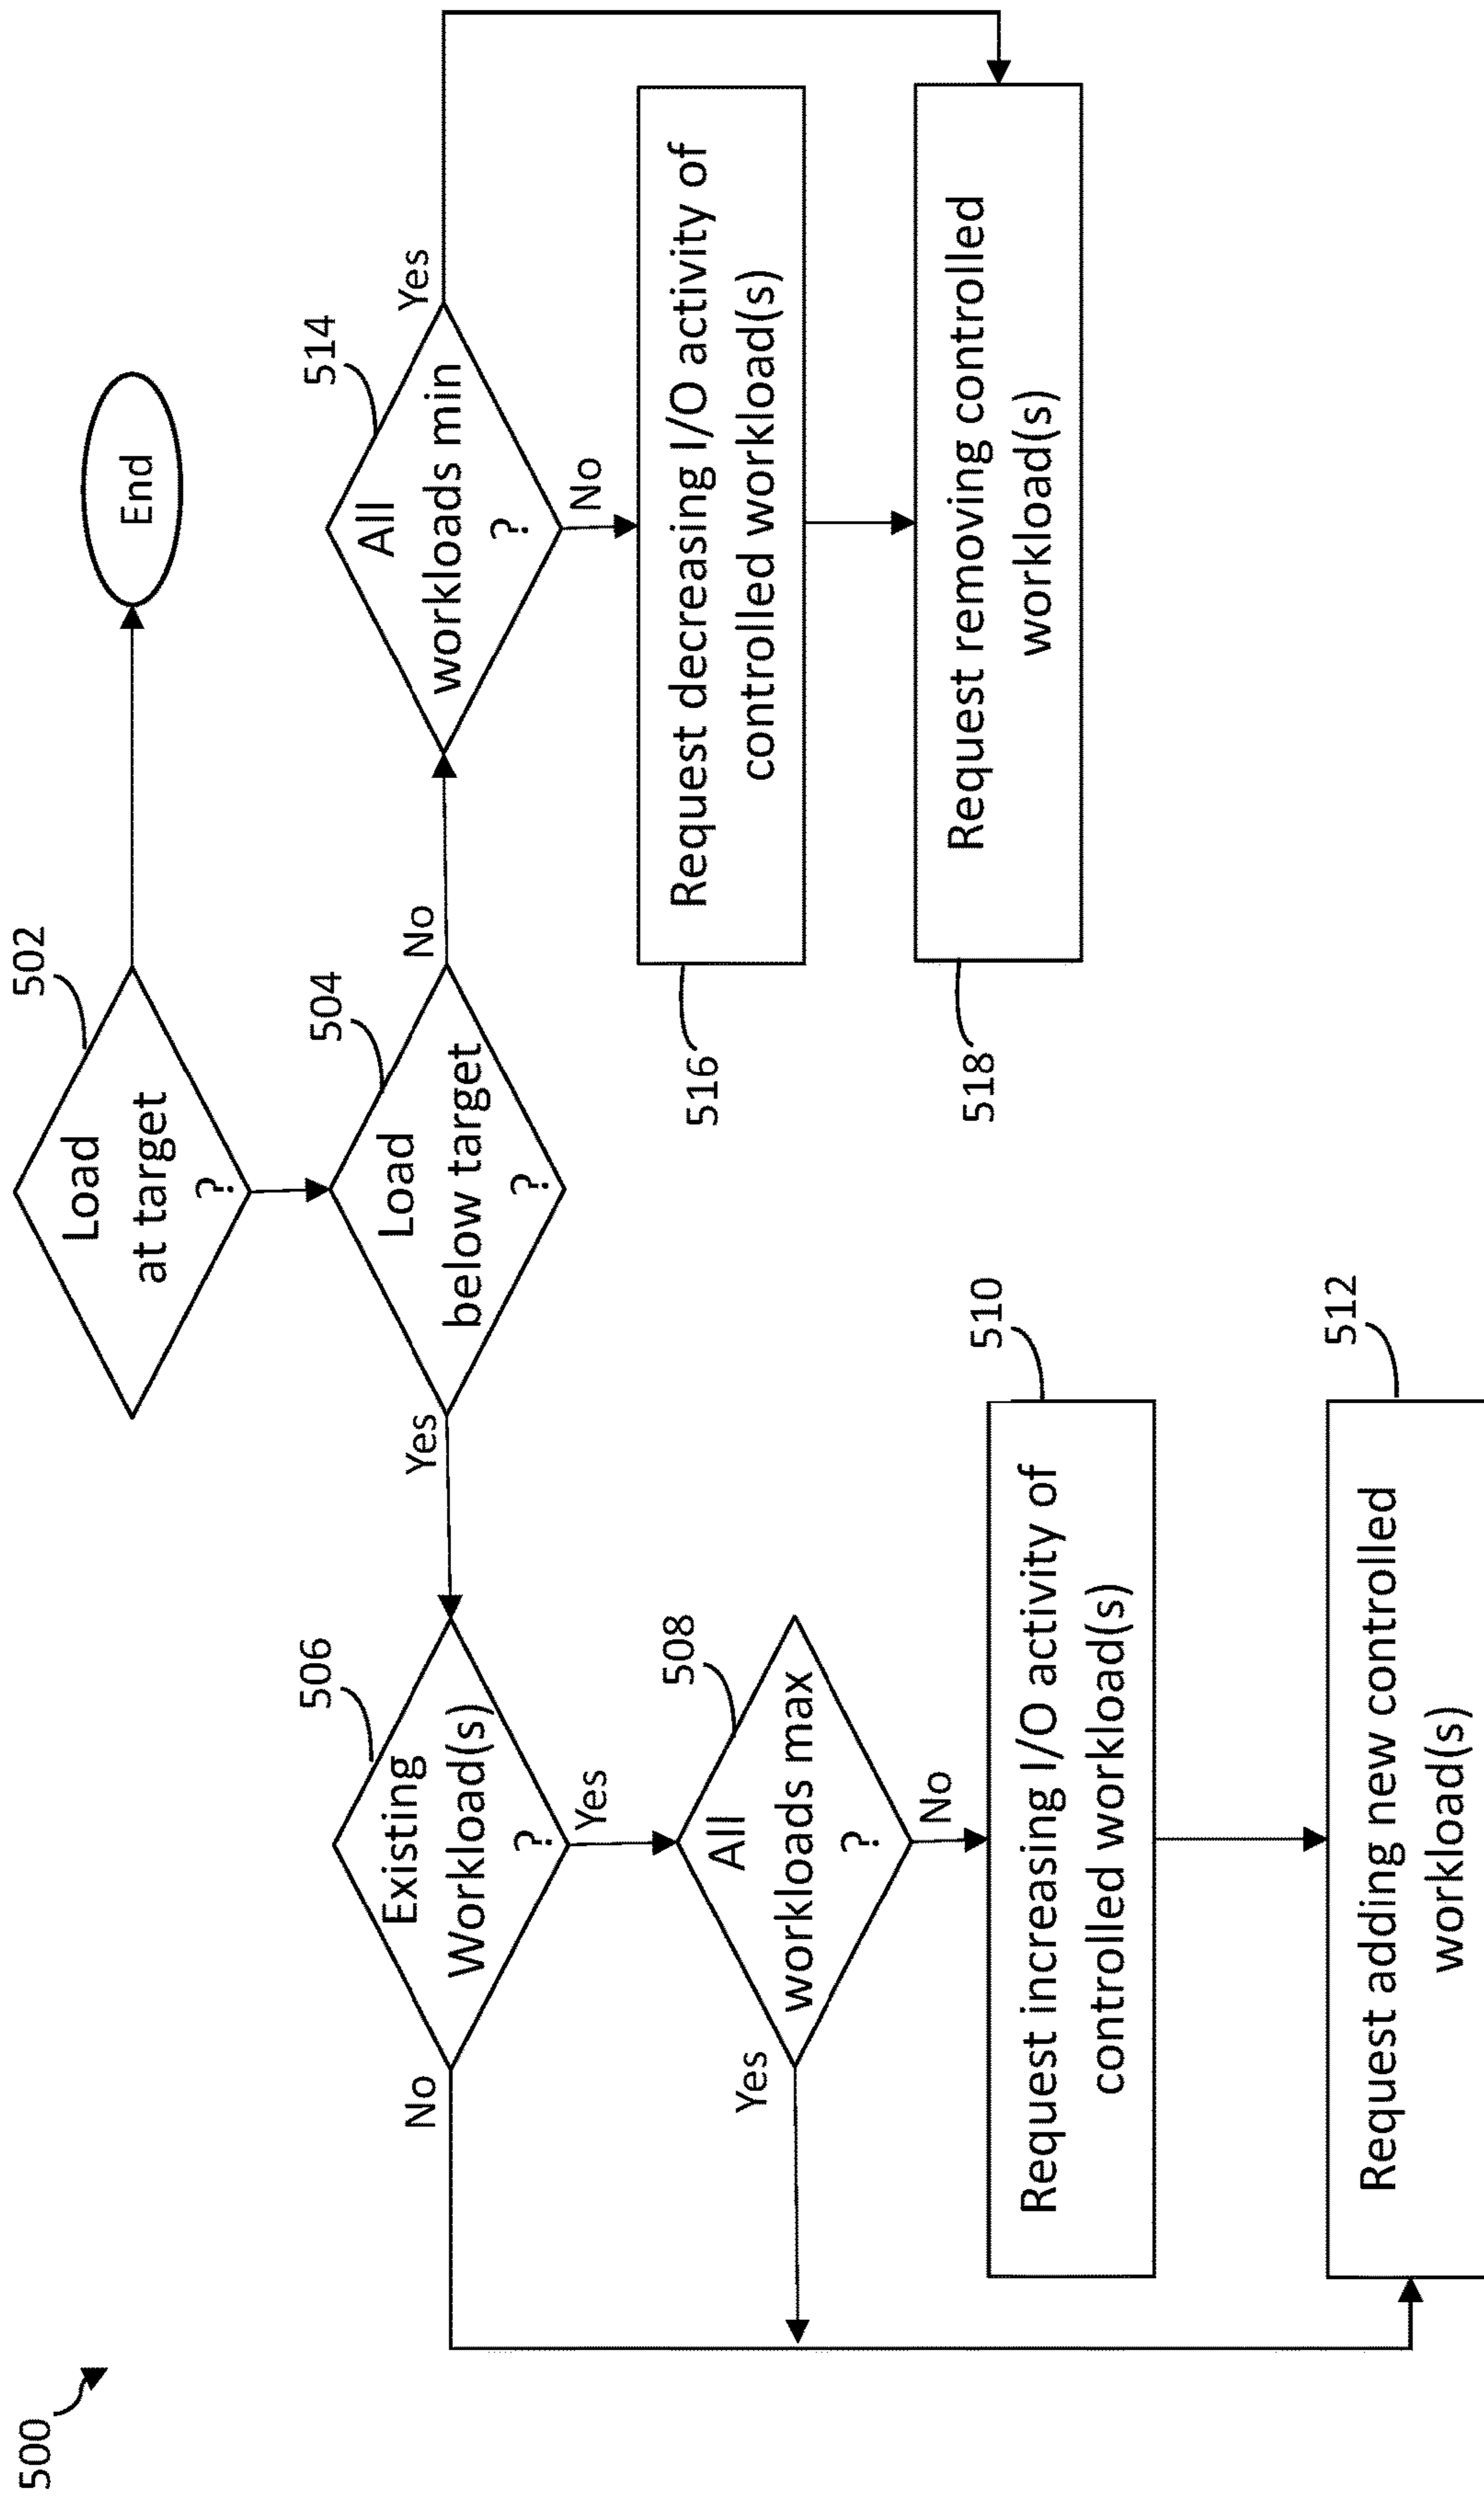 500
502
Load
at target
?
End
504
Load
below target
?
Yes
No
506
Existing
Workload(s)
?
No
Yes
514
All
workloads min
?
Yes
No
508
All
workloads max
?
Yes
No
516
Request decreasing I/O activity of
controlled workload(s)
518
Request removing controlled
workload(s)
510
Request increasing I/O activity of
controlled workload(s)
512
Request adding new controlled
workload(s)